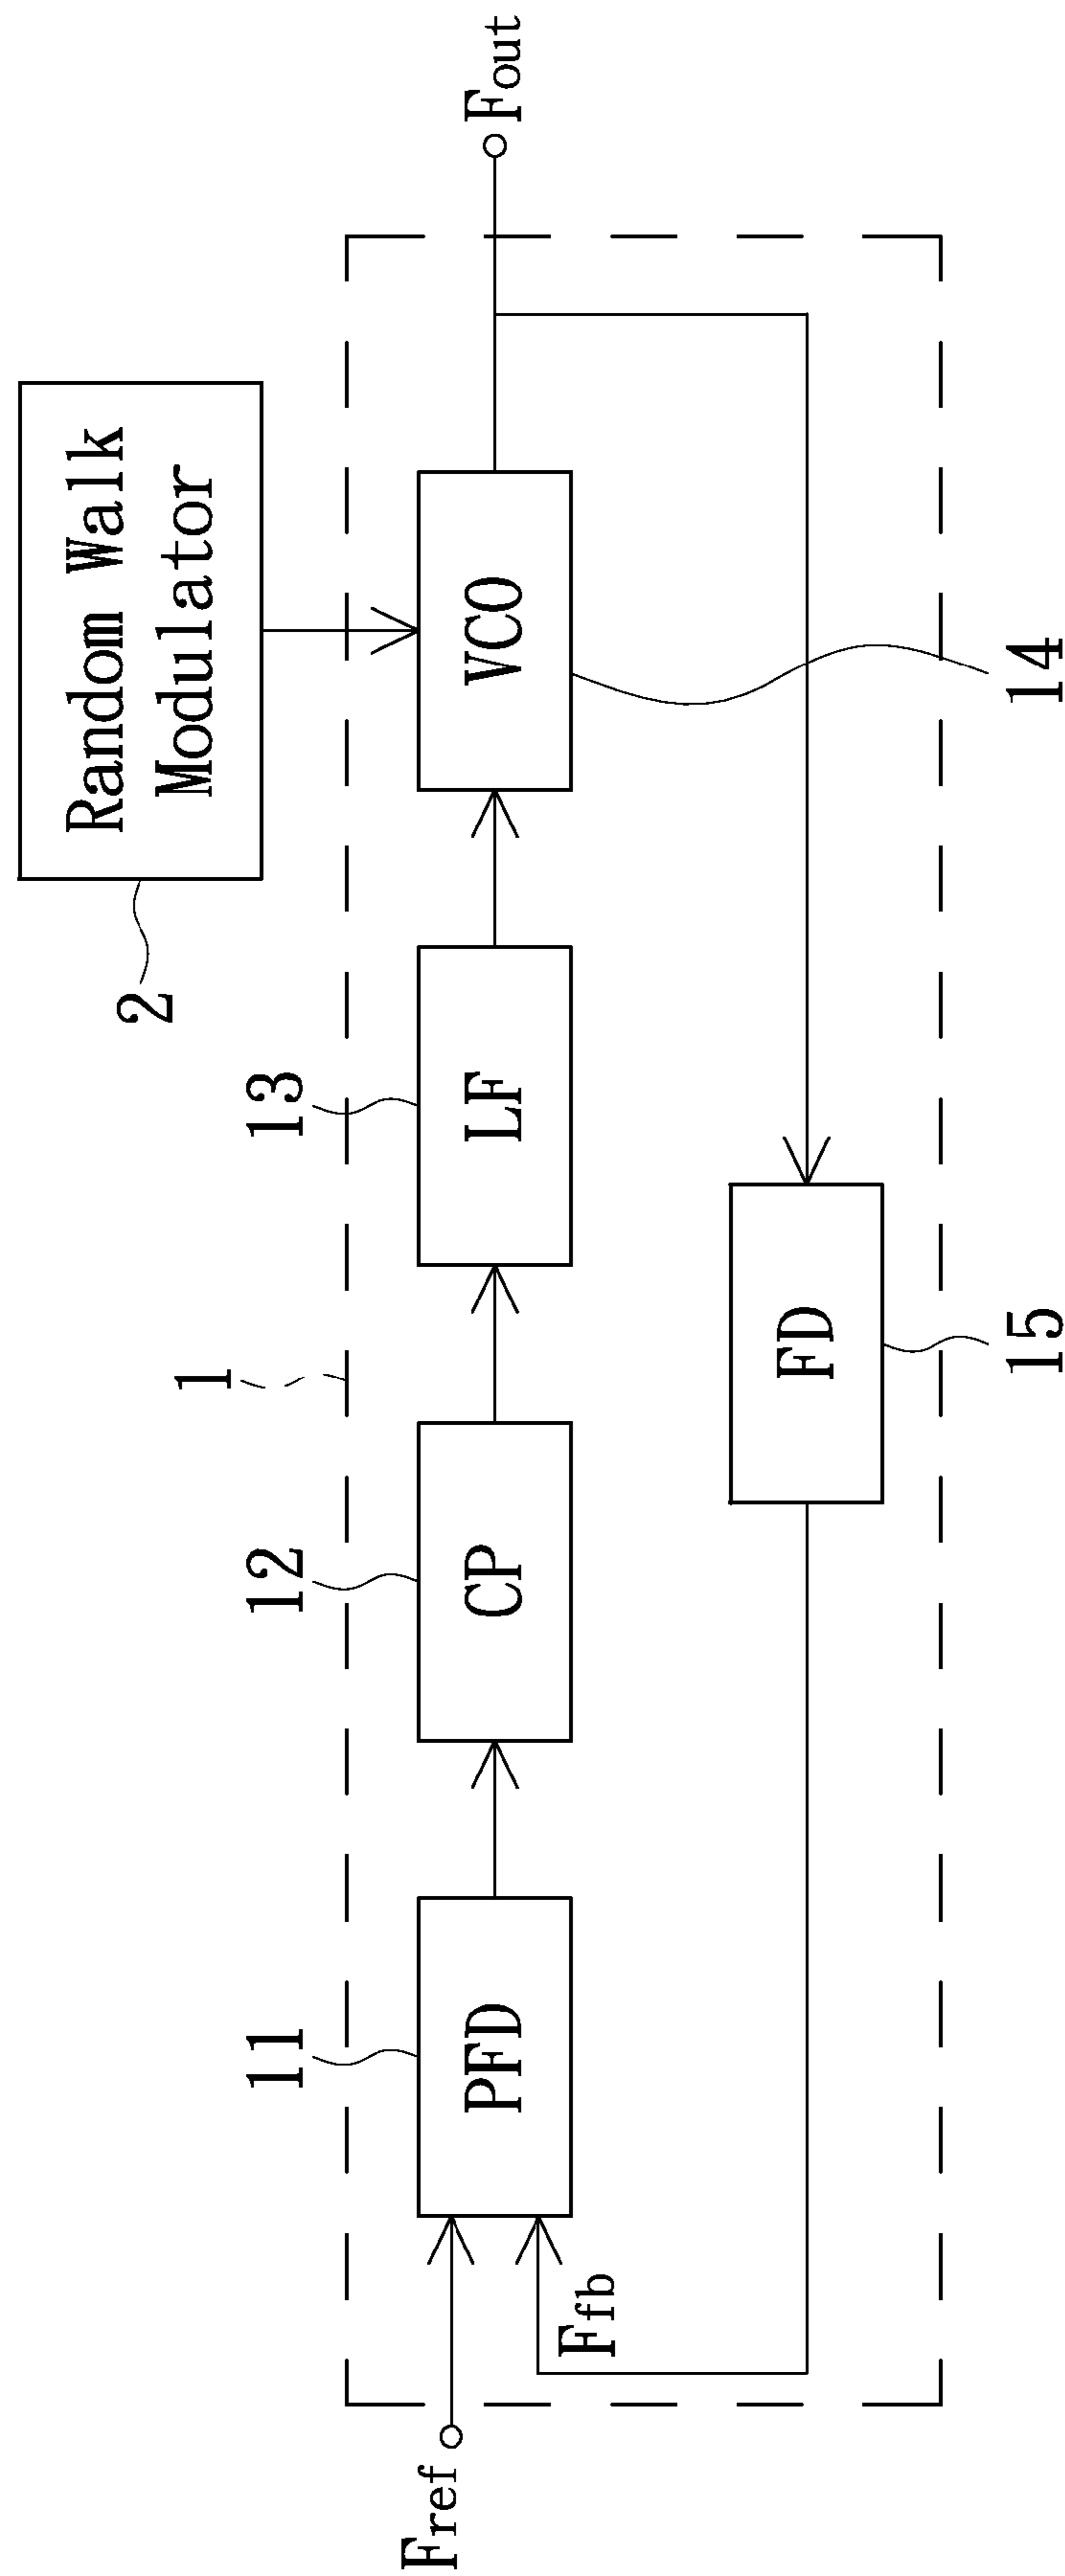 Random Walk
Modulator
2
1
11
12
13
Fref
PFD
CP
LF
VCO
Fout
Ffb
FD
15
14